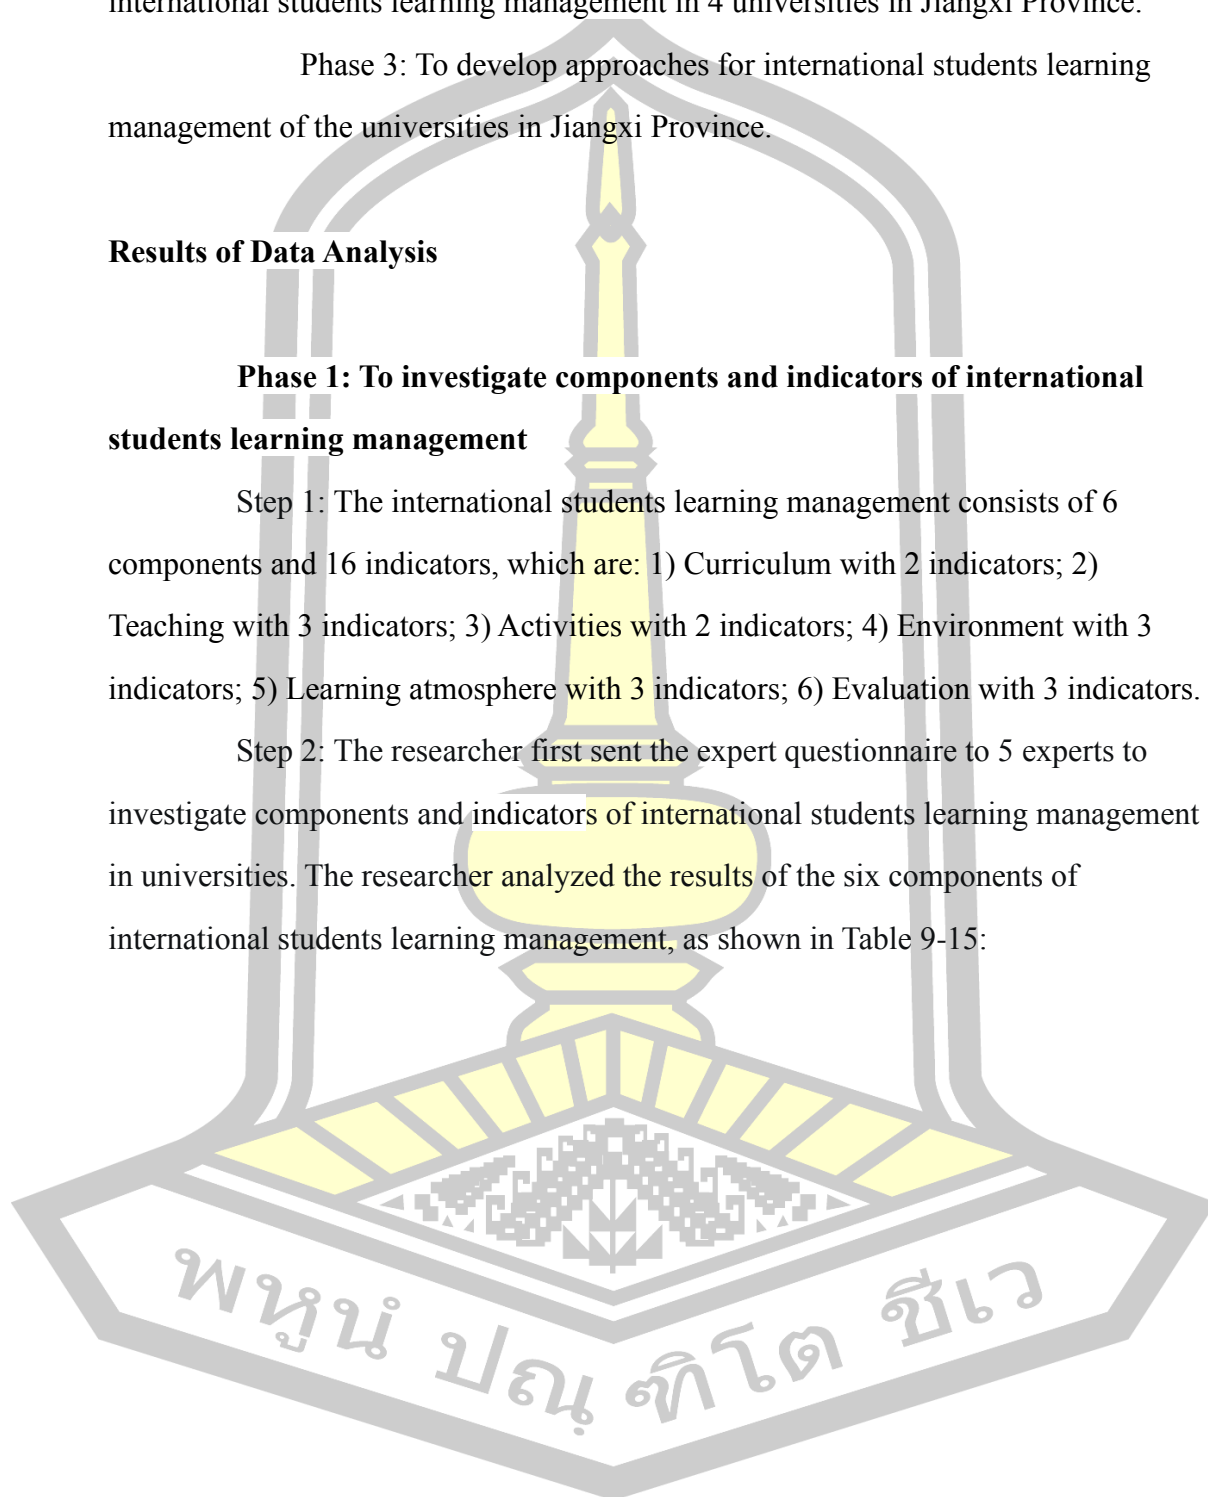 international students learning management in 4 universities in Jiangxi Province.
Phase 3: To develop approaches for international students learning
management of the universities in Jiangxi Province.
Results of Data Analysis
Phase 1: To investigate components and indicators of international
students learning management
Step 1: The international students learning management consists of 6
components and 16 indicators, which are: 1) Curriculum with 2 indicators; 2)
Teaching with 3 indicators; 3) Activities with 2 indicators; 4) Environment with 3
indicators; 5) Learning atmosphere with 3 indicators; 6) Evaluation with 3 indicators.
Step 2: The researcher first sent the expert questionnaire to 5 experts to
investigate components and indicators of international students learning management
in universities. The researcher analyzed the results of the six components of
international students learning management, as shown in Table 9-15:
พหูนํ ปณฺฑิโต ชีเว